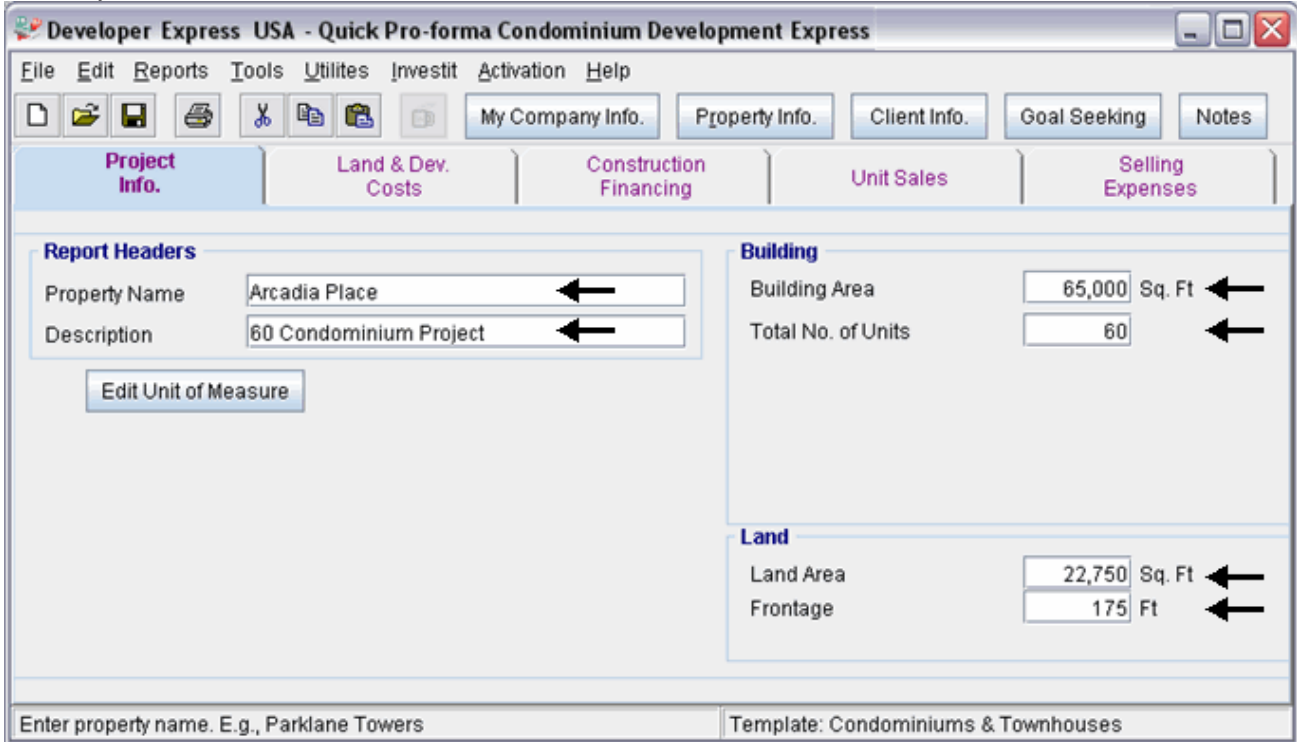 Developer Express USA - Quick Pro-forma Condominium Development Express
File Edit Reports Tools Utilites Investit Activation Help
My Company Info. Property Info. Client Info. Goal Seeking Notes
Project Info.
Land & Dev. Costs
Construction Financing
Unit Sales
Selling Expenses
Report Headers
Property Name Arcadia Place
Description 60 Condominium Project
Edit Unit of Measure
Building
Building Area 65,000 Sq. Ft
Total No. of Units 60
Land
Land Area 22,750 Sq. Ft
Frontage 175 Ft
Enter property name. E.g., Parklane Towers
Template: Condominiums & Townhouses